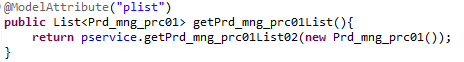 @ModelAttribute("plist")
public List<Prd_mng_prc01> getPrd_mng_prc01List(){
return pservice.getPrd_mng_prc01List02(new Prd_mng_prc01());
}